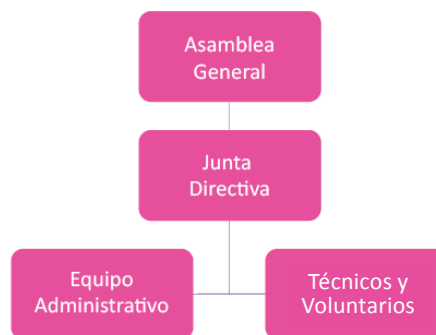 Asamblea
General
Junta
Directiva
Equipo
Administrativo
Técnicos y
Voluntarios